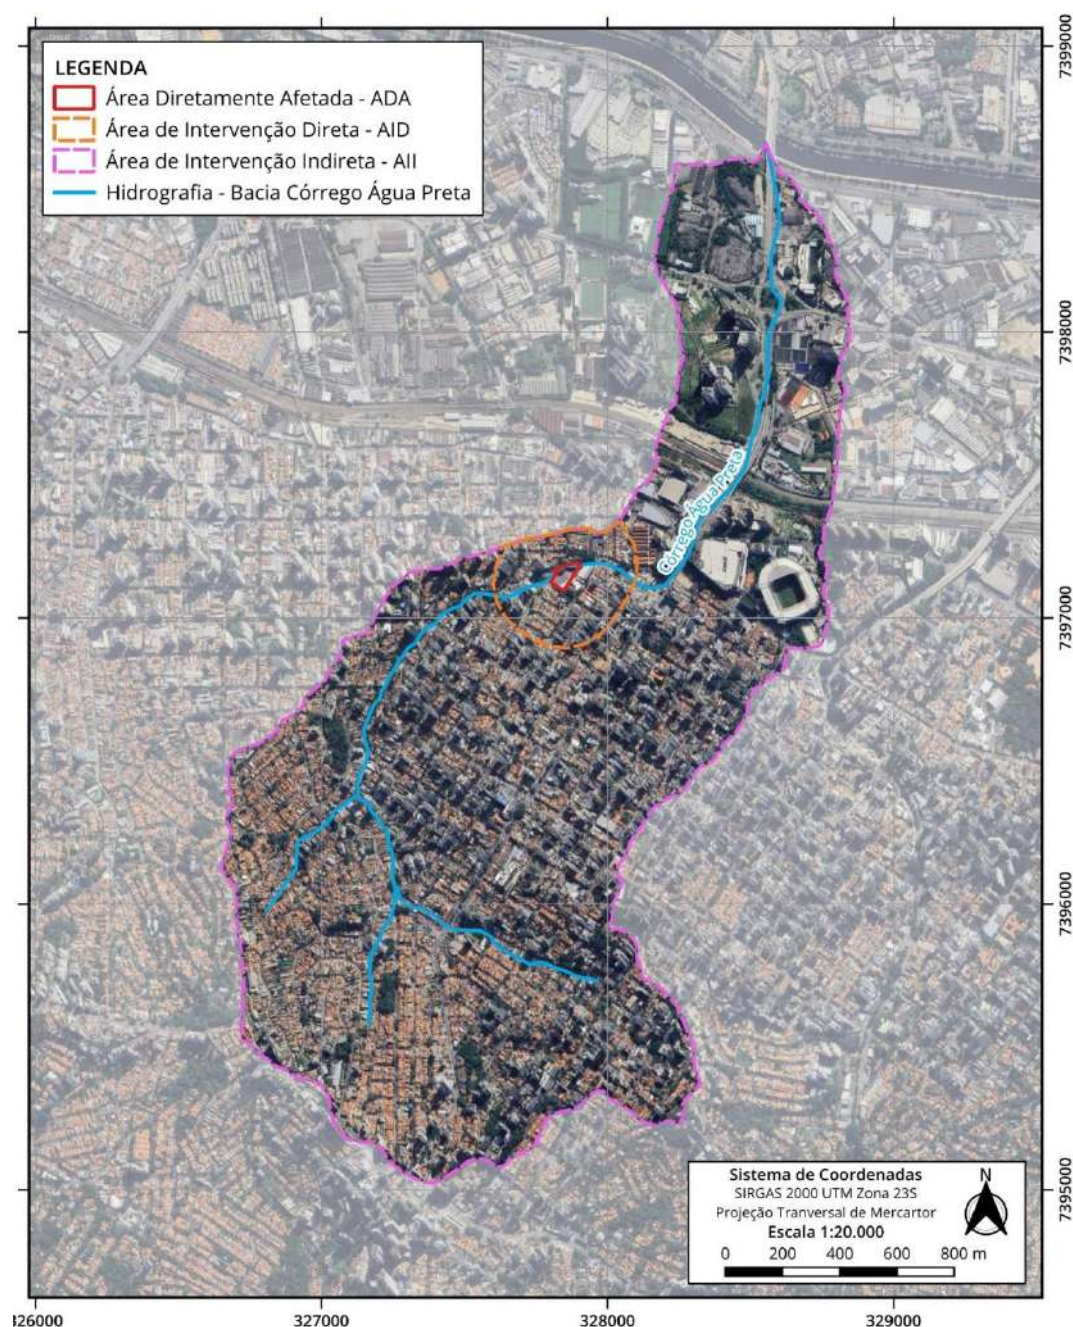 LEGENDA
Área Diretamente Afetada - ADA
Área de Intervenção Direta - AID
Área de Intervenção Indireta - AII
Hidrografia - Bacia Córrego Água Preta
7399000
7398000
Córrego Água Preta
7397000
7396000
7395000
Sistema de Coordenadas
SIRGAS 2000 UTM Zona 23S
Projeção Tranversal de Mercartor
Escala 1:20.000
N
0 200 400 600 800 m
326000 327000 328000 329000